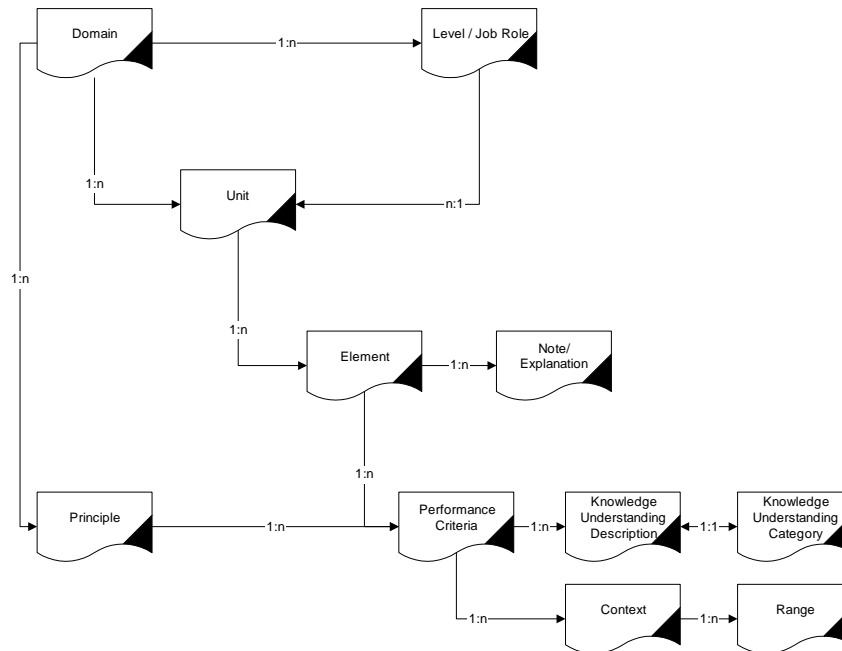 Domain
1:n
Level / Job Role
1:n
Unit
n:1
1:n
1:n
Element
1:n
Note/
Explanation
1:n
Principle
1:n
Performance
Criteria
1:n
Knowledge
Understanding
Description
1:1
Knowledge
Understanding
Category
1:n
Context
1:n
Range